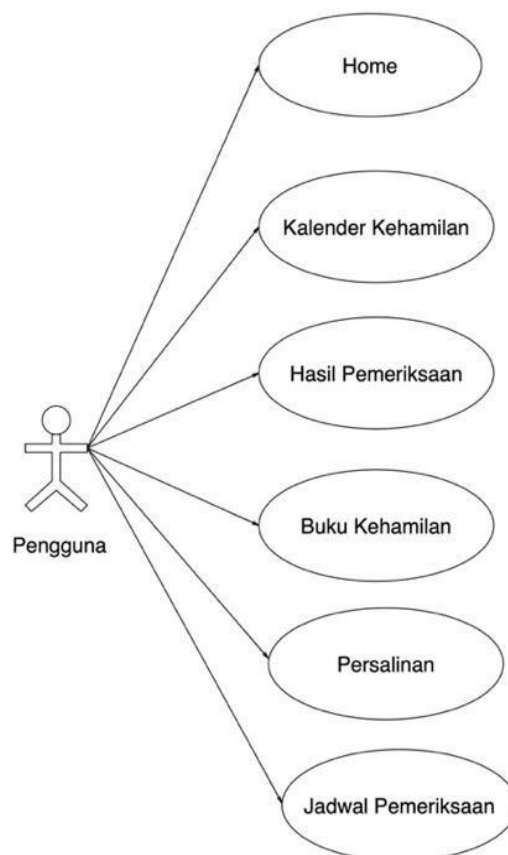 Home
Kalender Kehamilan
Hasil Pemeriksaan
Pengguna
Buku Kehamilan
Persalinan
Jadwal Pemeriksaan